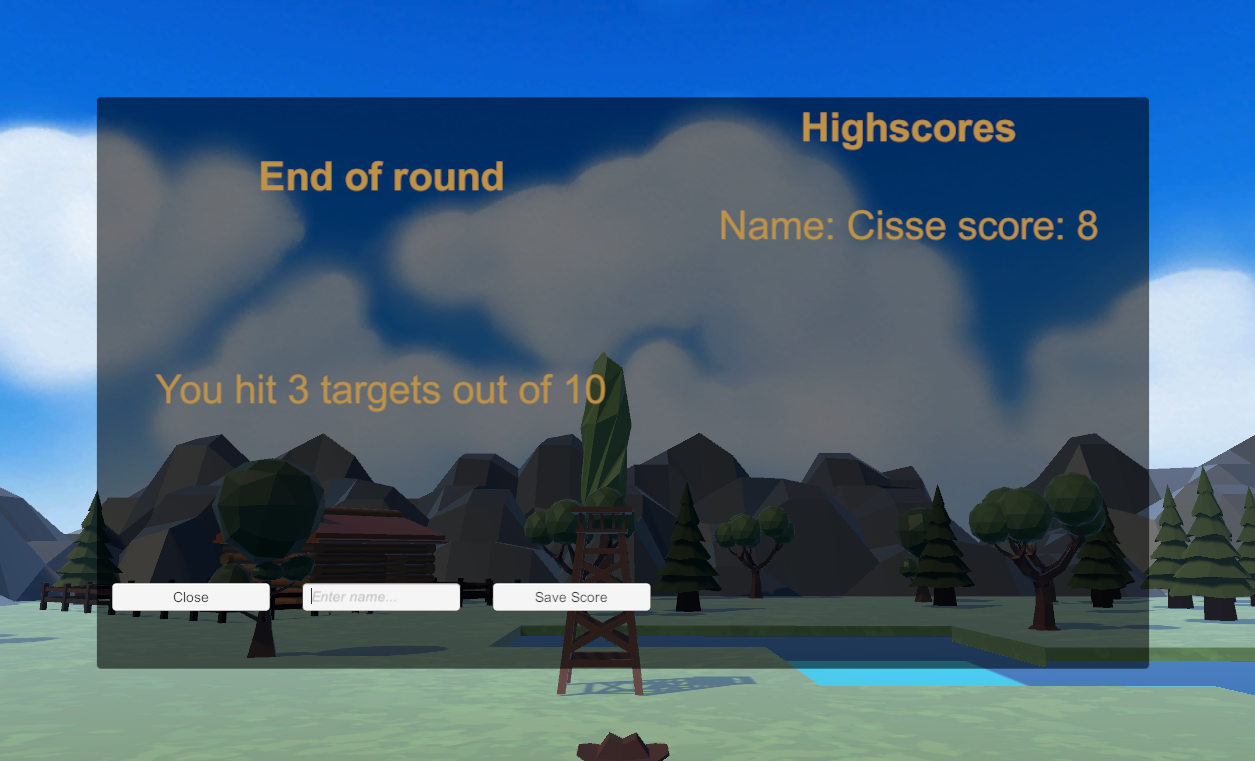 End of round
You hit 3 targets out of 10
Highscores
Name: Cisse score: 8
Close
Enter name...
Save Score